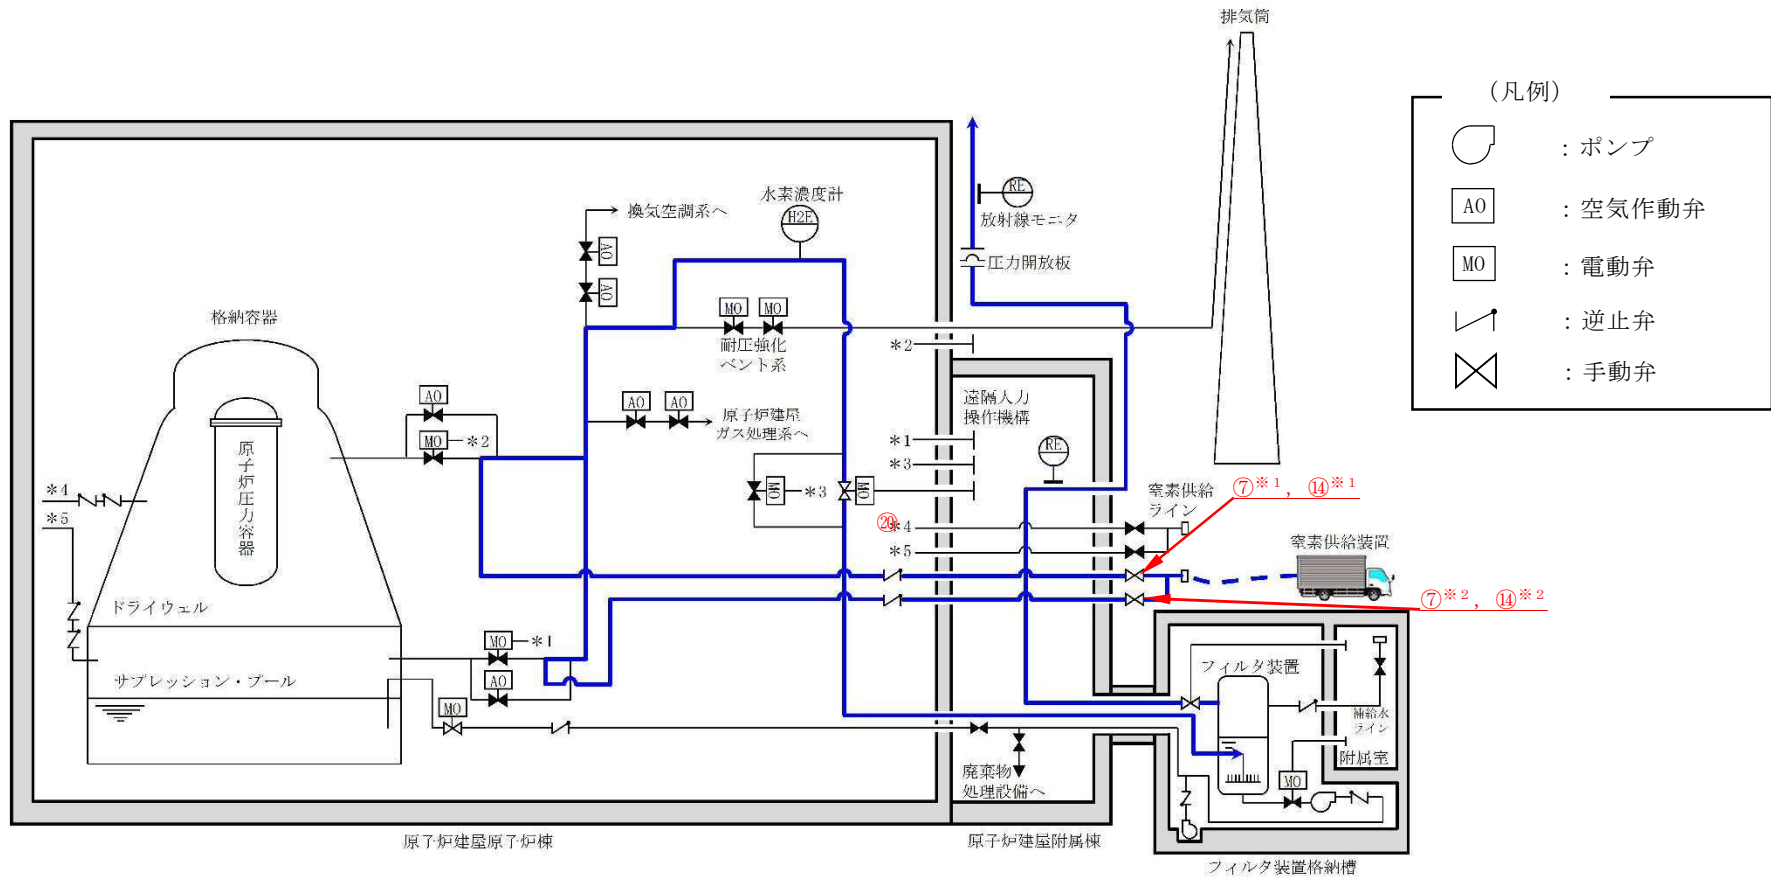 排気筒
(凡例)
: ポンプ
AO
: 空気作動弁
MO
: 電動弁
: 逆止弁
: 手動弁
水素濃度計
H2E
換気空調系へ
AO
AO
RE
放射線モニタ
圧力開放板
MO
MO
耐圧強化
ベント系
格納容器
原子炉圧力容器
AO
MO
*2
AO
AO
原子炉建屋
ガス処理系へ
*2
遠隔人力
操作機構
*1
*3
RE
MO
*3
MO
*4
*5
⑳
*4
*5
窒素供給
ライン
⑦※1, ⑭※1
窒素供給装置
⑦※2, ⑭※2
ドライウェル
サプレッション・プール
MO
*1
AO
MO
フィルタ装置
補給水
ライン
附属室
MO
廃棄物
処理設備へ
原子炉建屋原子炉棟
原子炉建屋附属棟
フィルタ装置格納槽